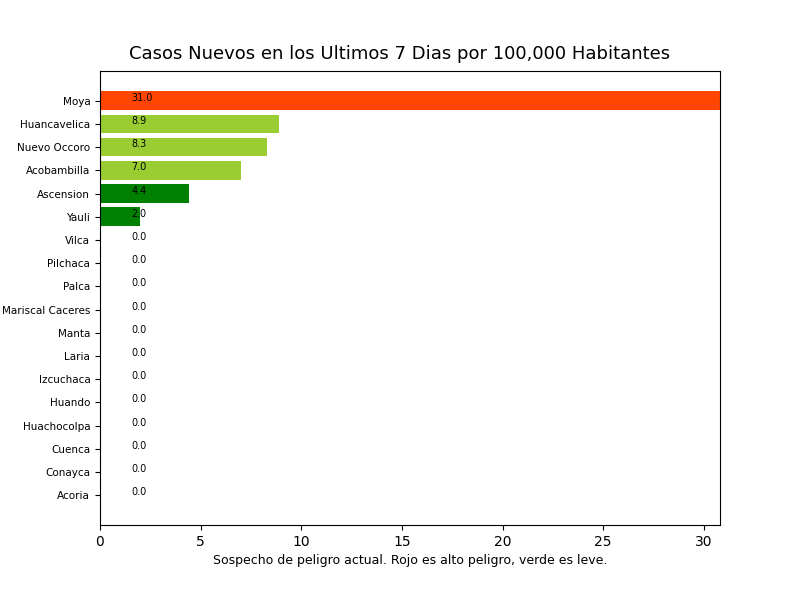 Casos Nuevos en los Ultimos 7 Dias por 100,000 Habitantes
Moya 31.0
Huancavelica 8.9
Nuevo Occoro 8.3
Acobambilla 7.0
Ascension 4.4
Yauli 2.0
Vilca 0.0
Pilchaca 0.0
Palca 0.0
Mariscal Caceres 0.0
Manta 0.0
Laria 0.0
Izcuchaca 0.0
Huando 0.0
Huachocolpa 0.0
Cuenca 0.0
Conayca 0.0
Acoria 0.0
0 5 10 15 20 25 30
Sospecho de peligro actual. Rojo es alto peligro, verde es leve.